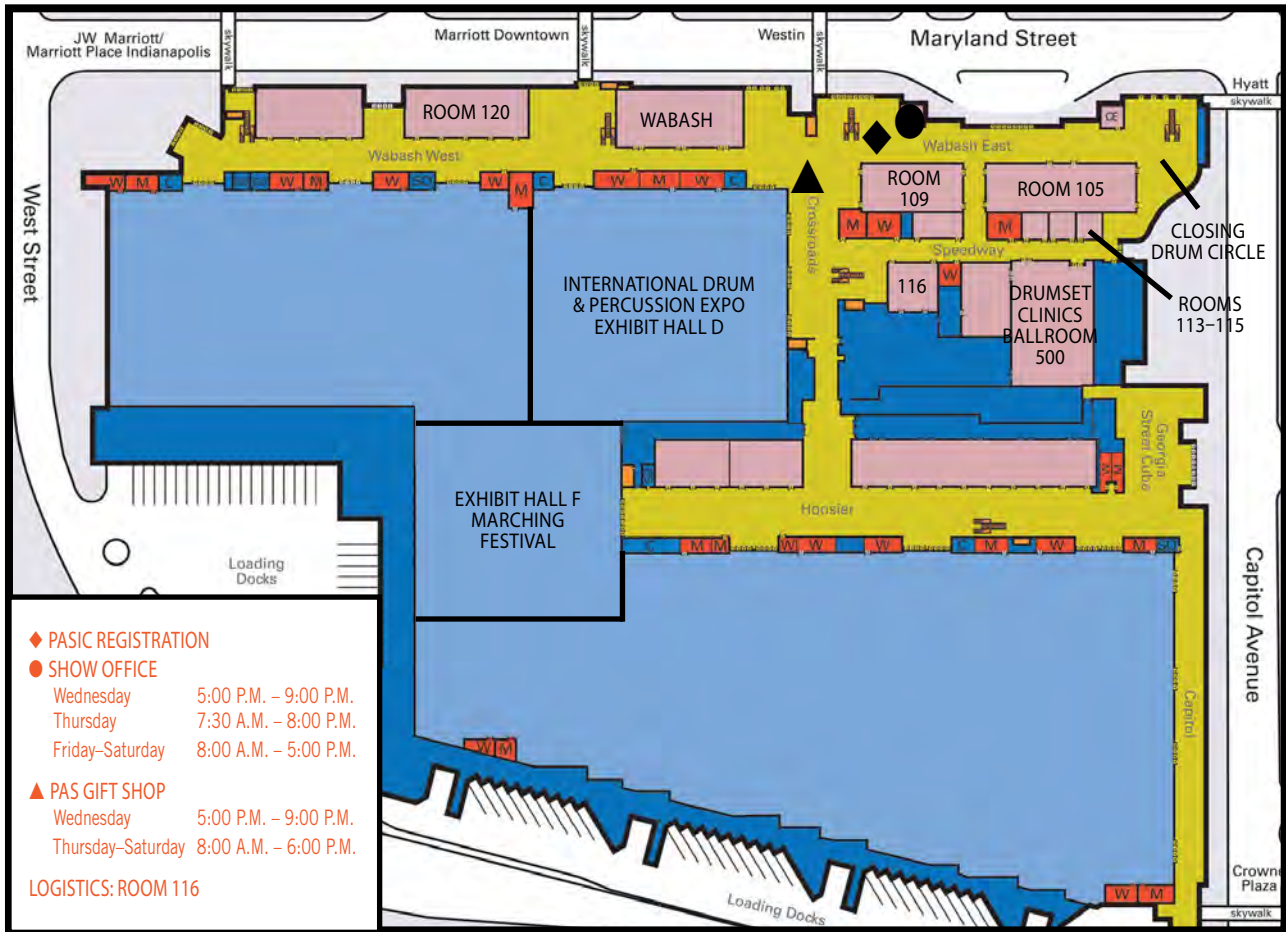 JW Marriott/
Marriott Place Indianapolis
skywalk
Marriott Downtown
skywalk
Westin
skywalk
Maryland Street
Hyatt
skywalk
ROOM 120
WABASH
CE
Wabash West
Wabash East
W M C
W M
W SD
W
M
C
W M W C
ROOM
109
ROOM 105
West Street
Crossroads
M W
M
Speedway
CLOSING
DRUM CIRCLE
INTERNATIONAL DRUM
& PERCUSSION EXPO
EXHIBIT HALL D
116
W
DRUMSET
CLINICS
BALLROOM
500
ROOMS
113–115
Georgia
Street Cube
W
M
EXHIBIT HALL F
MARCHING
FESTIVAL
Hoosier
C M M
W W
W
C M
W
M SD
Loading
Docks
Capitol Avenue
Capitol
W M
W M
Loading Docks
Crowne
Plaza
skywalk
PASIC REGISTRATION
SHOW OFFICE
Wednesday 5:00 P.M. – 9:00 P.M.
Thursday 7:30 A.M. – 8:00 P.M.
Friday–Saturday 8:00 A.M. – 5:00 P.M.
PAS GIFT SHOP
Wednesday 5:00 P.M. – 9:00 P.M.
Thursday–Saturday 8:00 A.M. – 6:00 P.M.
LOGISTICS: ROOM 116